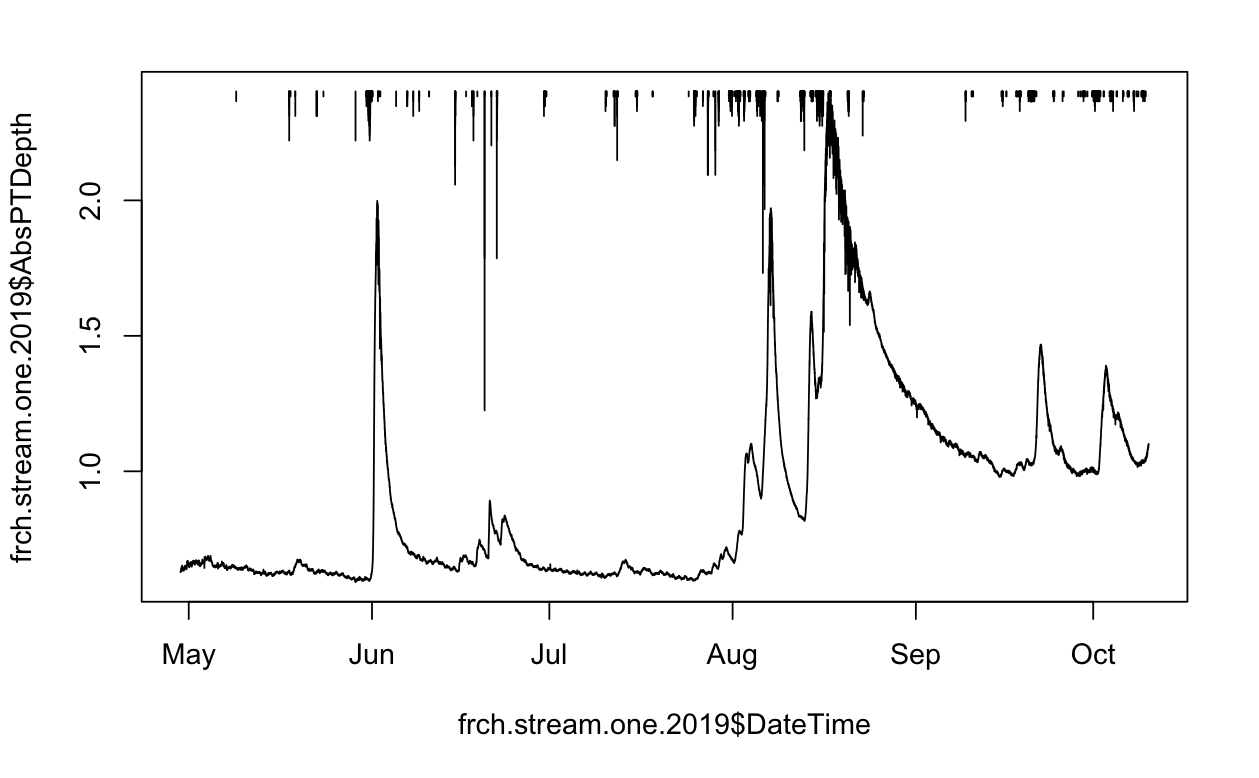 frch.stream.one.2019$AbsPTDepth
2.0
1.5
1.0
May Jun Jul Aug Sep Oct
frch.stream.one.2019$DateTime